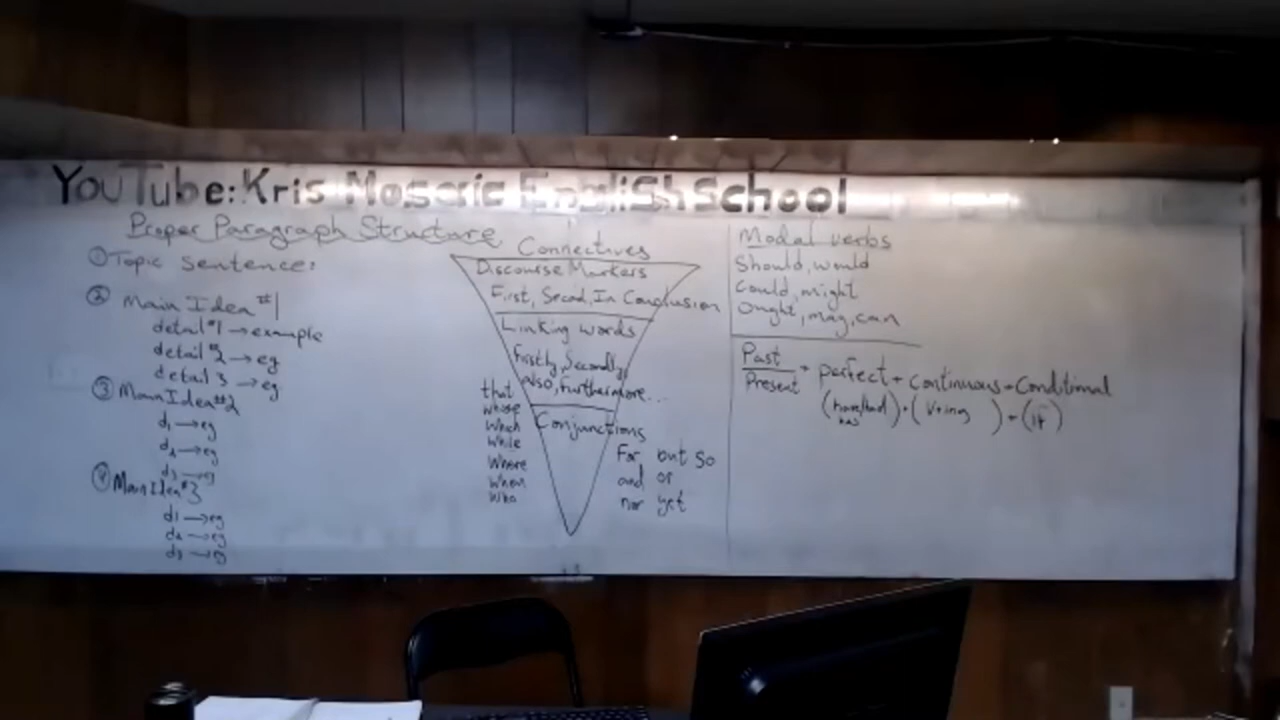 YouTube: Kris Mosaic English School
Proper Paragraph Structure
① Topic sentence:
② Main Idea #1
detail #1 → example
detail #2 → eg
detail 3 → eg
③ Main Idea #2
d1 → eg
d2 → eg
d3 → eg
④ Main Idea #3
d1 → eg
d2 → eg
d3 → eg
Connectives
Discourse Markers
First, Second, In Conclusion
Linking words
Firstly, Secondly,
also, Furthermore...
Conjunctions
that
whose
which
while
where
when
who
For but so
and or
nor yet
Modal verbs
Should, would
Could, might
Ought, may, can
Past
Present
+ perfect + continuous + Conditional
(have/had) + (V+ing ) + (if)
has